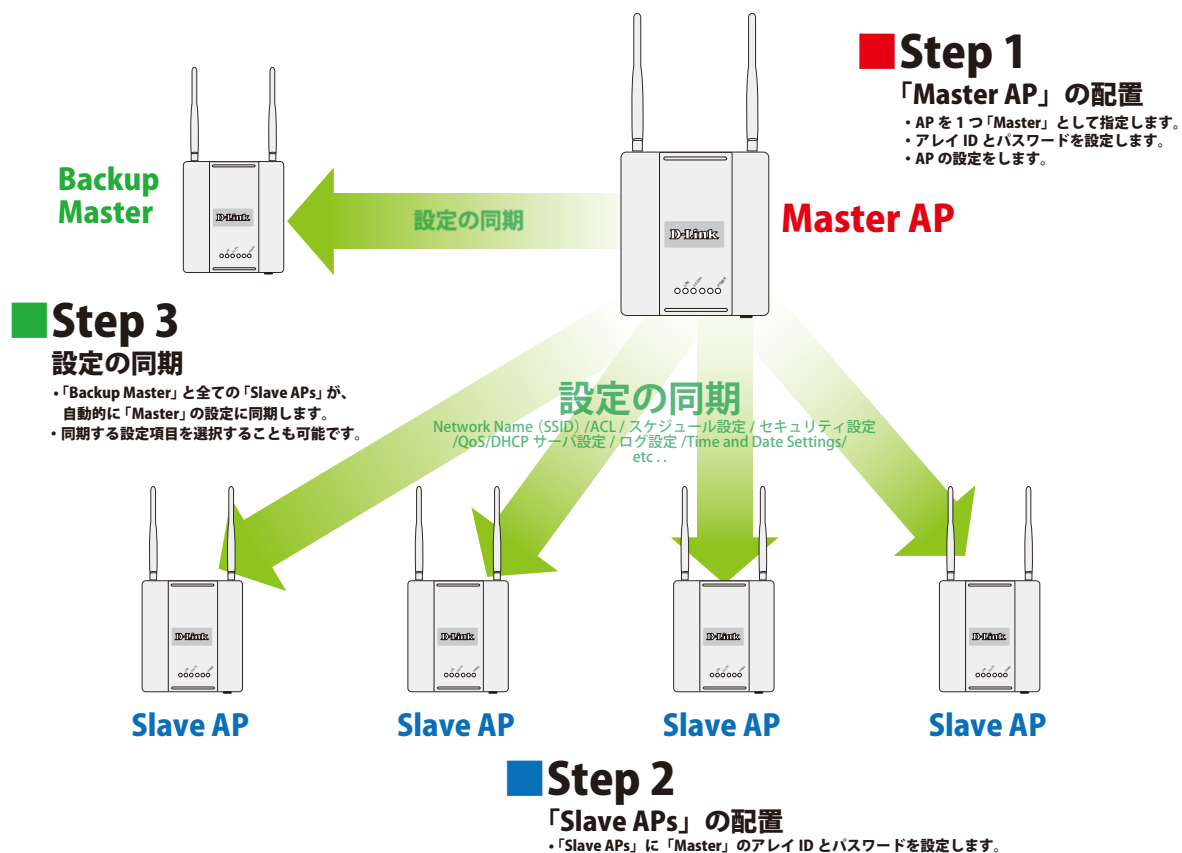 ■Step 1
「Master AP」の配置
・AP を 1 つ「Master」として指定します。
・アレイ ID とパスワードを設定します。
・AP の設定をします。
Backup
Master
D-Link
設定の同期
D-Link
Master AP
■Step 3
設定の同期
・「Backup Master」と全ての「Slave APs」が、
自動的に「Master」の設定に同期します。
・同期する設定項目を選択することも可能です。
設定の同期
Network Name（SSID）/ACL / スケジュール設定 / セキュリティ設定
/QoS/DHCP サーバ設定 / ログ設定 /Time and Date Settings/
etc . .
D-Link
D-Link
D-Link
D-Link
Slave AP
Slave AP
Slave AP
Slave AP
■Step 2
「Slave APs」の配置
・「Slave APs」に「Master」のアレイ ID とパスワードを設定します。